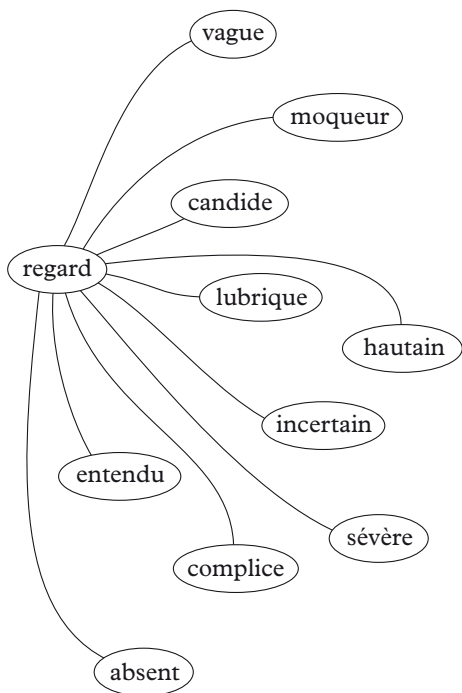 vague
moqueur
candide
regard
lubrique
hautain
incertain
entendu
sévère
complice
absent